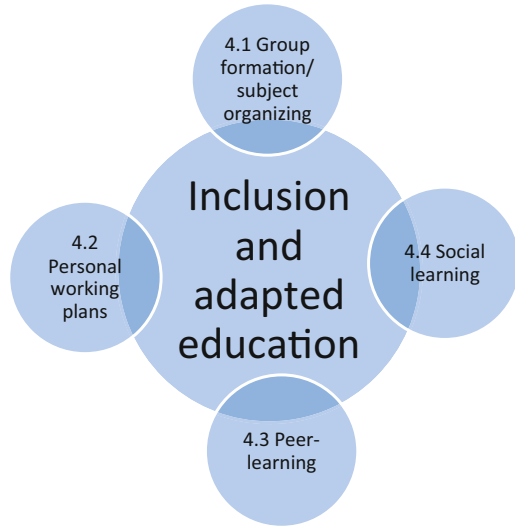 4.1 Group
formation/
subject
organizing
Inclusion
and
adapted
education
4.2
Personal
working
plans
4.4 Social
learning
4.3 Peer-
learning